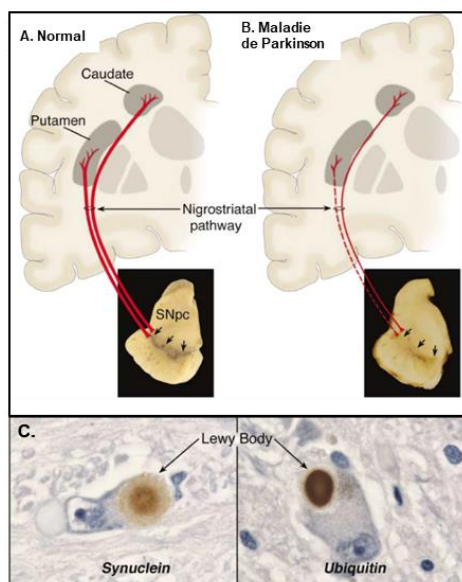 A. Normal
B. Maladie
de Parkinson
Caudate
Putamen
Nigrostriatal
pathway
SNpc
C.
Lewy Body
Synuclein
Ubiquitin